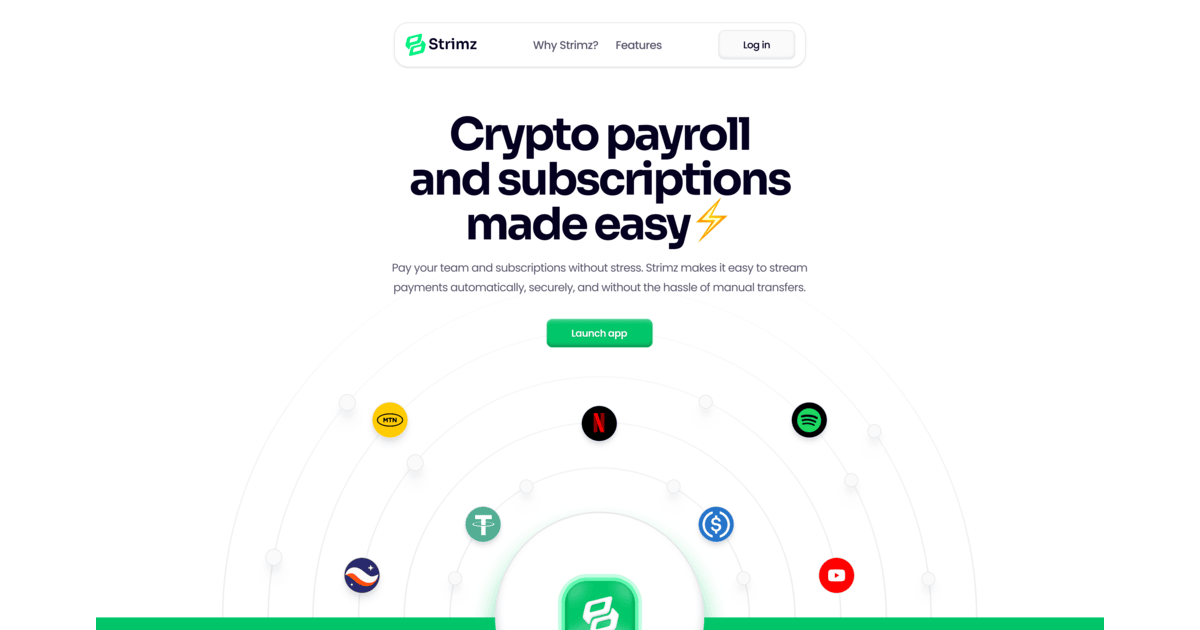 Strimz
Why Strimz?
Features
Log in
Crypto payroll
and subscriptions
made easy⚡
Pay your team and subscriptions without stress. Strimz makes it easy to stream
payments automatically, securely, and without the hassle of manual transfers.
Launch app
MTN
N
T
$